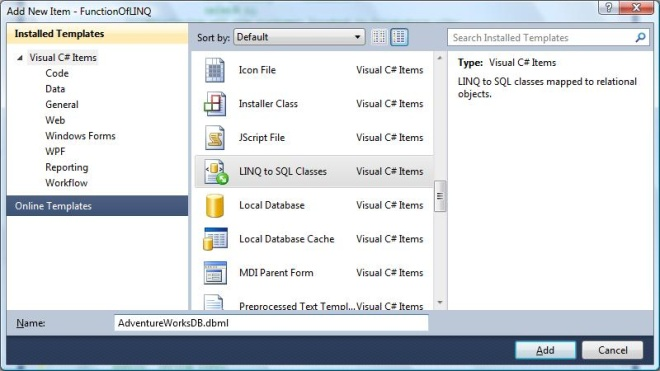 Add New Item - FunctionOfLINQ
Installed Templates
Visual C# Items
Code
Data
General
Web
Windows Forms
WPF
Reporting
Workflow
Online Templates
Sort by: Default
Icon File Visual C# Items
Installer Class Visual C# Items
JScript File Visual C# Items
LINQ to SQL Classes Visual C# Items
Local Database Visual C# Items
Local Database Cache Visual C# Items
MDI Parent Form Visual C# Items
Preprocessed Text Templ... Visual C# Items
Search Installed Templates
Type: Visual C# Items
LINQ to SQL classes mapped to relational
objects.
Name: AdventureWorksDB.dbml
Add Cancel